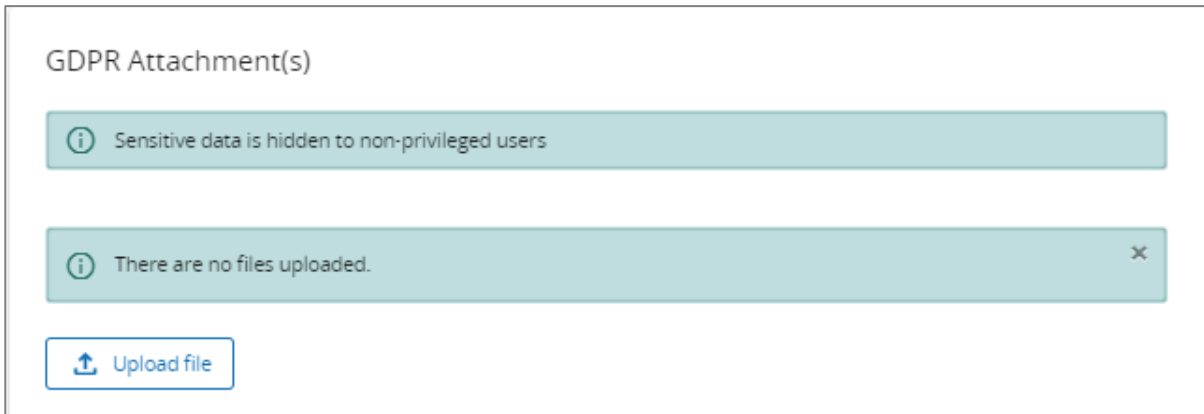 GDPR Attachment(s)
Sensitive data is hidden to non-privileged users
There are no files uploaded.
Upload file